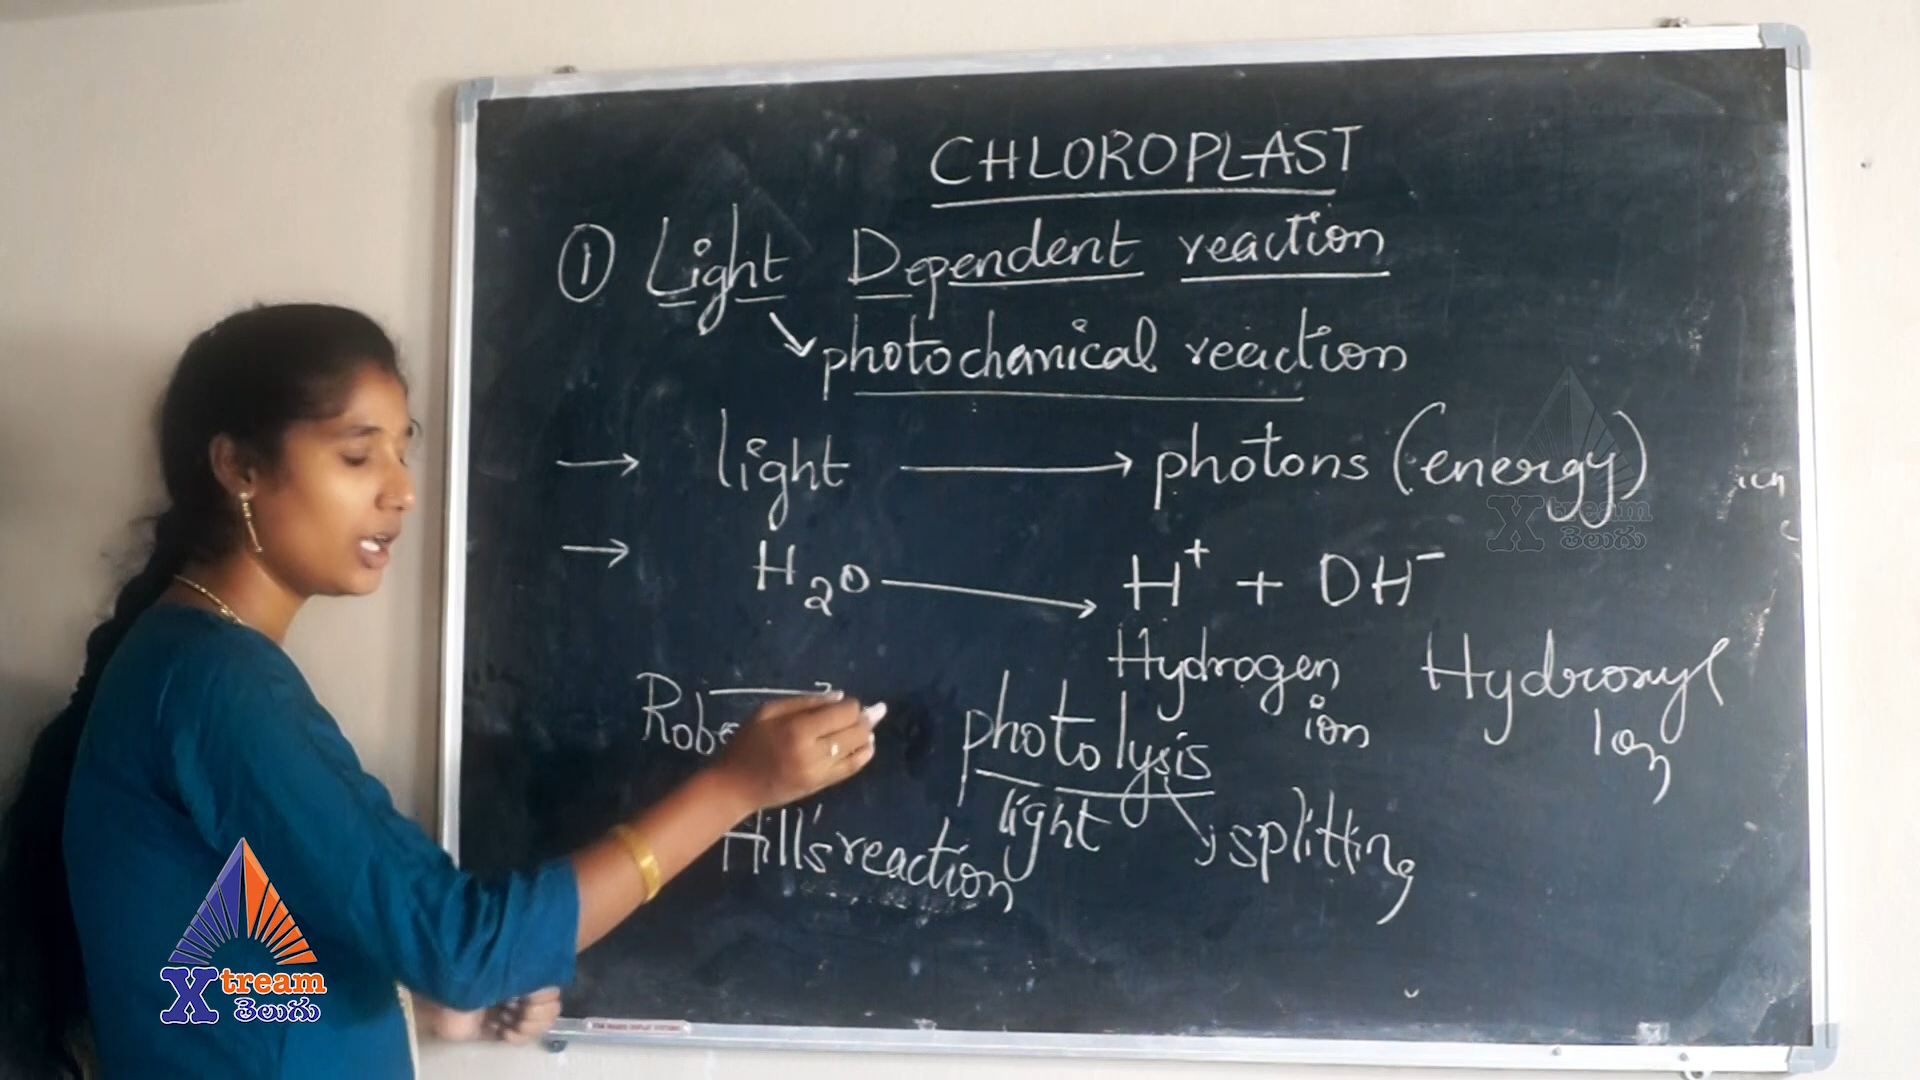 CHLOROPLAST
① Light Dependent reaction
photochemical reaction
→ light → photons (energy)
→ H₂O → H⁺ + OH⁻
Hydrogen ion
Hydroxyl Ion
photolysis
light
splitting
Hill's reaction
Xtream
తెలుగు
Xtream
తెలుగు